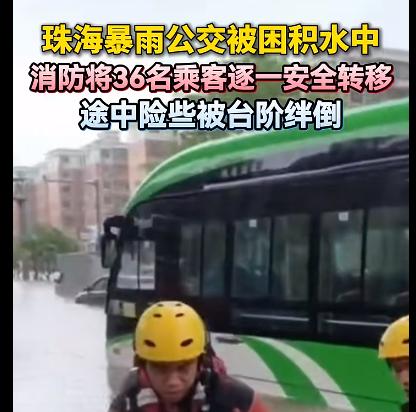 珠海暴雨公交被困积水中
消防将36名乘客逐一安全转移
途中险些被台阶绊倒